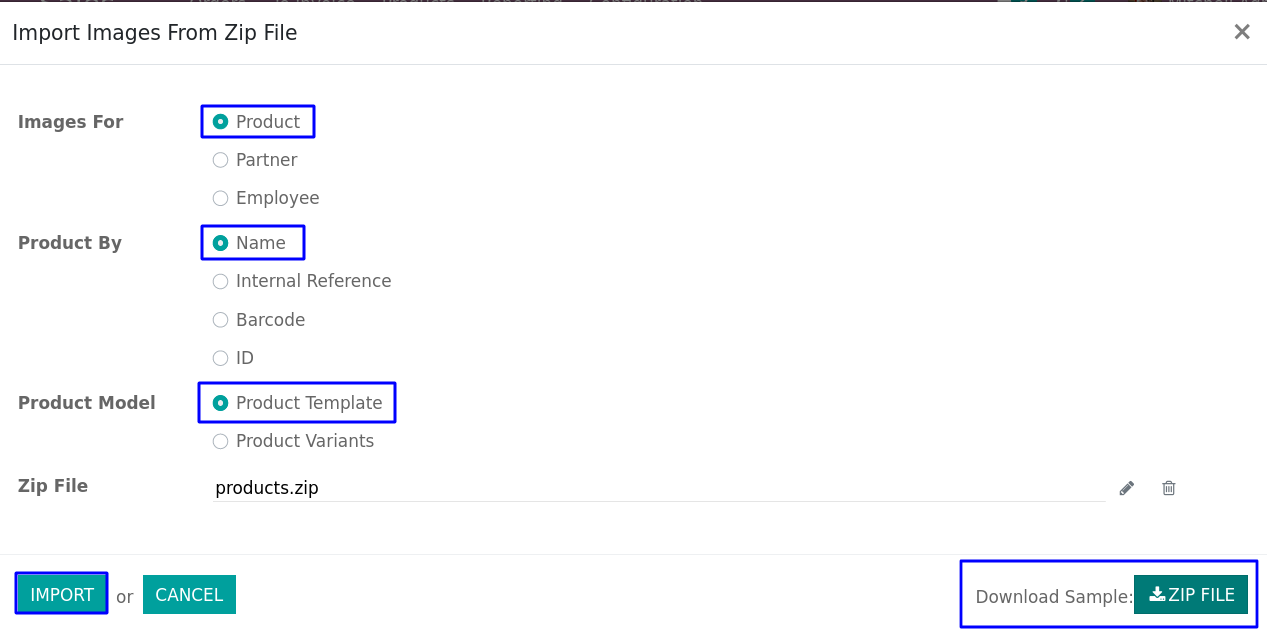 Import Images From Zip File
Images For
Product
Partner
Employee
Product By
Name
Internal Reference
Barcode
ID
Product Model
Product Template
Product Variants
Zip File
products.zip
IMPORT or CANCEL
Download Sample: ZIP FILE